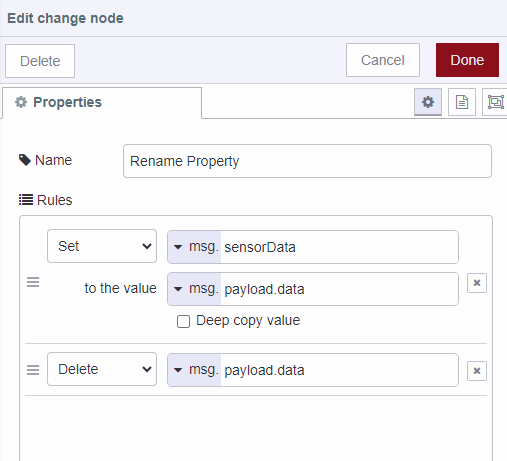 Edit change node
Delete
Cancel
Done
Properties
Name
Rename Property
Rules
Set
msg. sensorData
to the value
msg. payload.data
Deep copy value
Delete
msg. payload.data